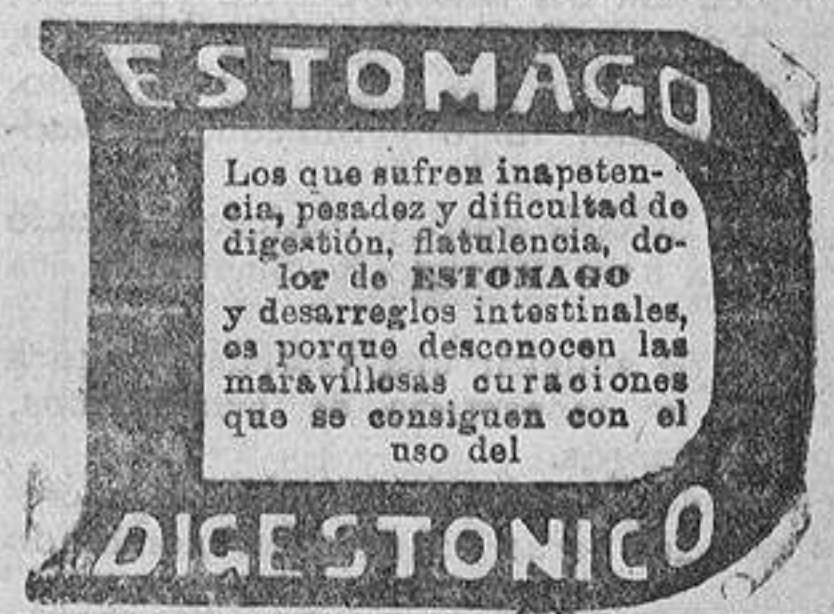 ESTOMAGO
Los que sufren inapeten-
cia, pesadez y dificultad de
digestión, flatulencia, do-
lor de ESTOMAGO
y desarreglos intestinales,
es porque desconocen las
maravillosas curaciones
que se consiguen con el
uso del
DIGESTONICO